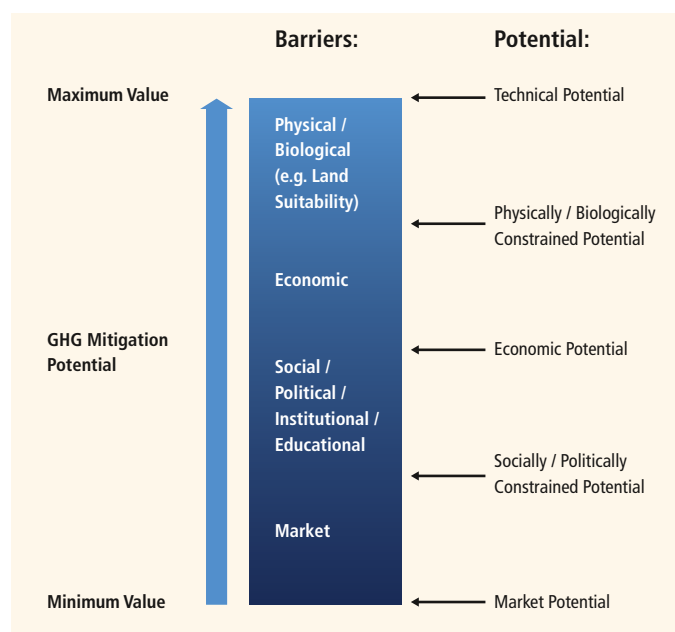 Barriers:
Potential:
Maximum Value
Technical Potential
Physical /
Biological
(e.g. Land
Suitability)
Physically / Biologically
Constrained Potential
Economic
GHG Mitigation
Potential
Economic Potential
Social /
Political /
Institutional /
Educational
Socially / Politically
Constrained Potential
Market
Minimum Value
Market Potential